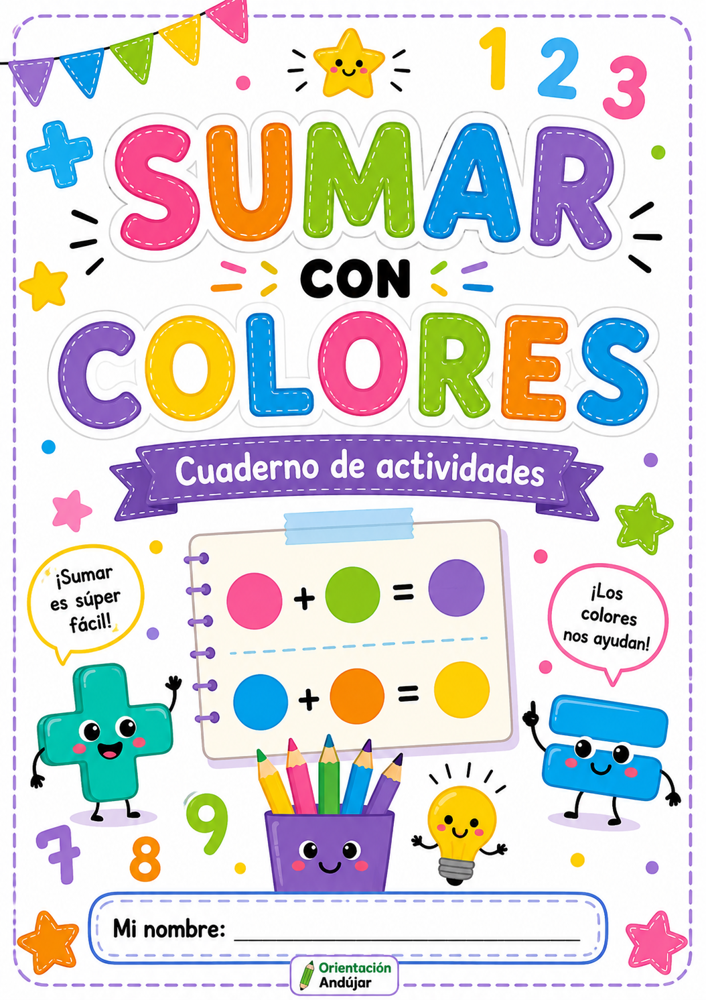 1 2 3
SUMAR
CON
COLORES
Cuaderno de actividades
¡Sumar
es súper
fácil!
¡Los
colores
nos ayudan!
+ =
+ =
7 8 9
Mi nombre:
Orientación
Andújar